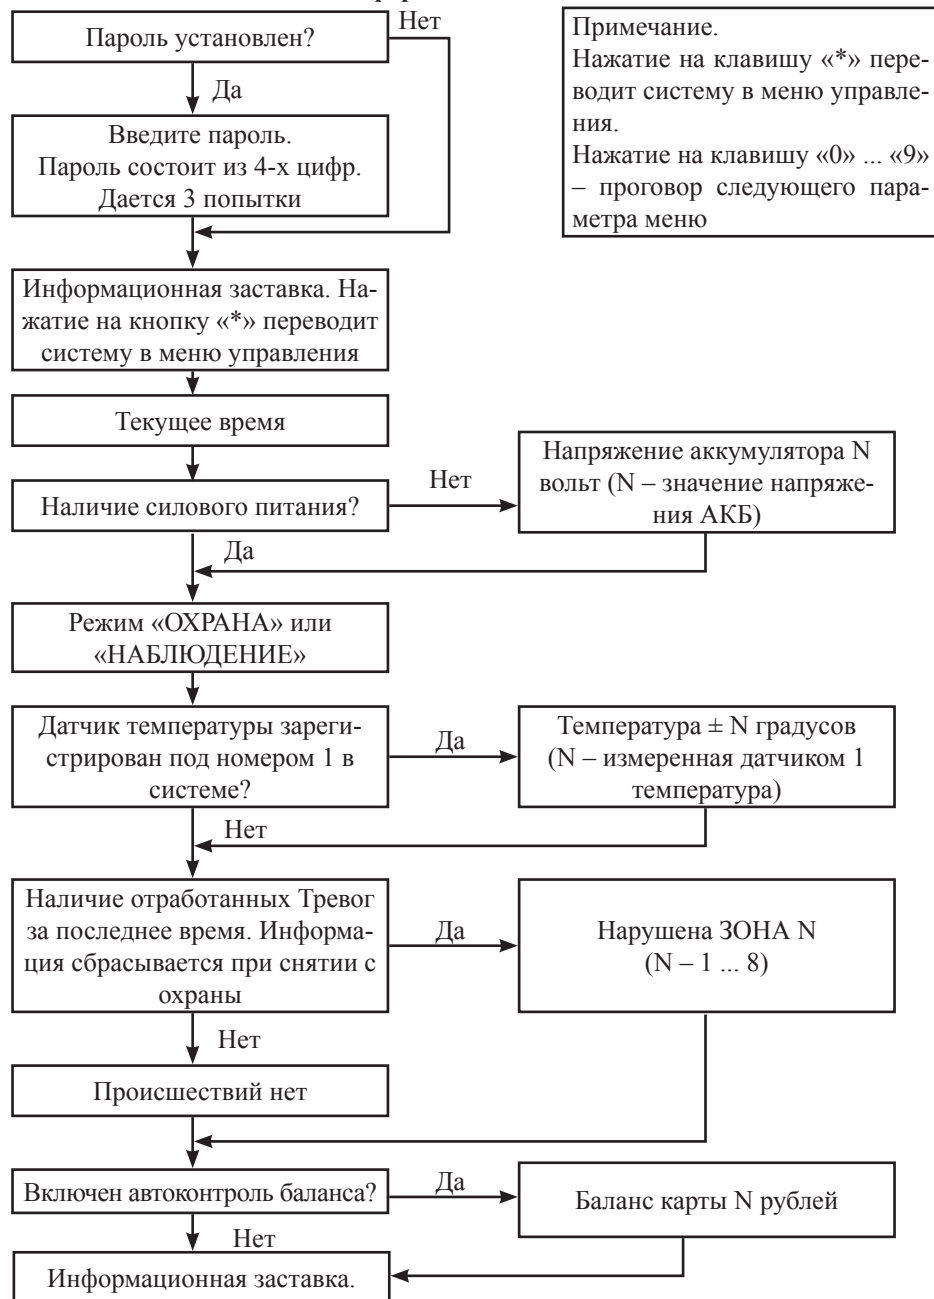 Нет
Пароль установлен?
Примечание.
Нажатие на клавишу «*» пере-
водит систему в меню управле-
ния.
Нажатие на клавишу «0» ... «9»
– проговор следующего пара-
метра меню
Да
Введите пароль.
Пароль состоит из 4-х цифр.
Дается 3 попытки
Информационная заставка. На-
жатие на кнопку «*» переводит
систему в меню управления
Текущее время
Наличие силового питания?
Нет
Напряжение аккумулятора N
вольт (N – значение напряже-
ния АКБ)
Да
Режим «ОХРАНА» или
«НАБЛЮДЕНИЕ»
Датчик температуры зареги-
стрирован под номером 1 в
системе?
Да
Температура ± N градусов
(N – измеренная датчиком 1
температура)
Нет
Наличие отработанных Тревог
за последнее время. Информа-
ция сбрасывается при снятии с
охраны
Да
Нарушена ЗОНА N
(N – 1 ... 8)
Нет
Происшествий нет
Включен автоконтроль баланса?
Да
Баланс карты N рублей
Нет
Информационная заставка.